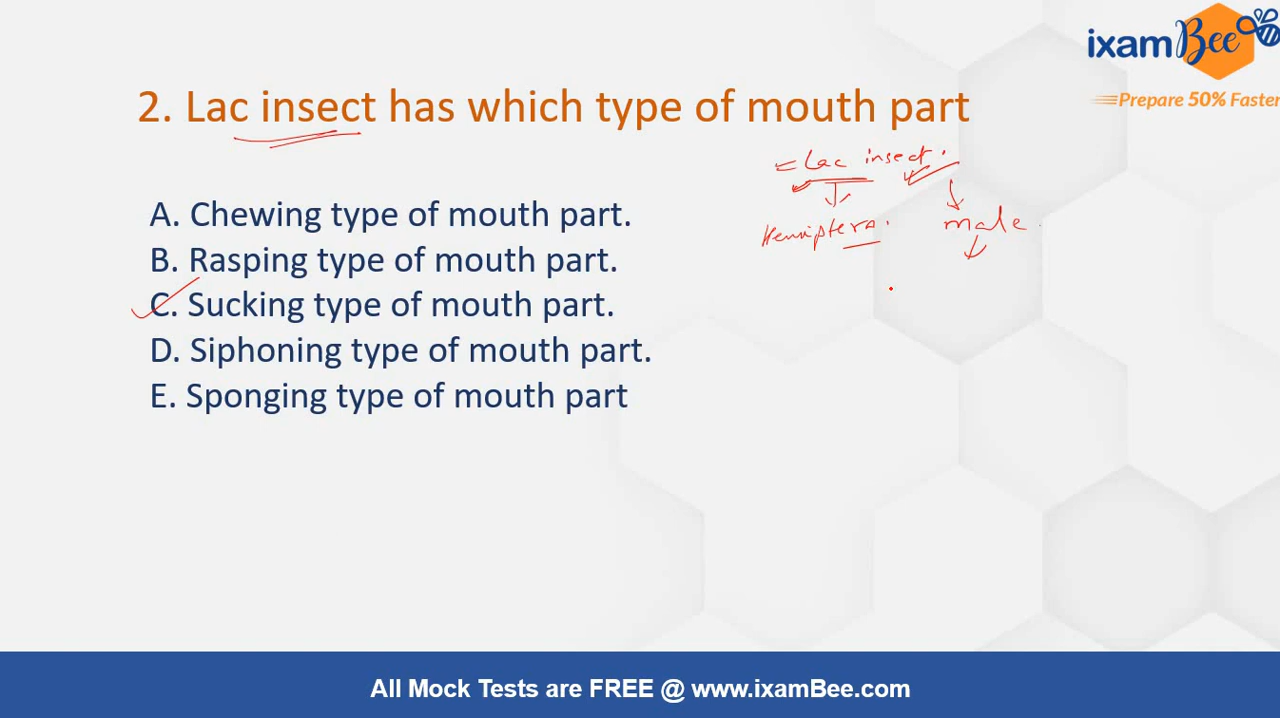 ixamBee
Prepare 50% Faster
2. Lac insect has which type of mouth part
Lac insect.
Hemiptera. male.
A. Chewing type of mouth part.
B. Rasping type of mouth part.
C. Sucking type of mouth part.
D. Siphoning type of mouth part.
E. Sponging type of mouth part
All Mock Tests are FREE @ www.ixamBee.com